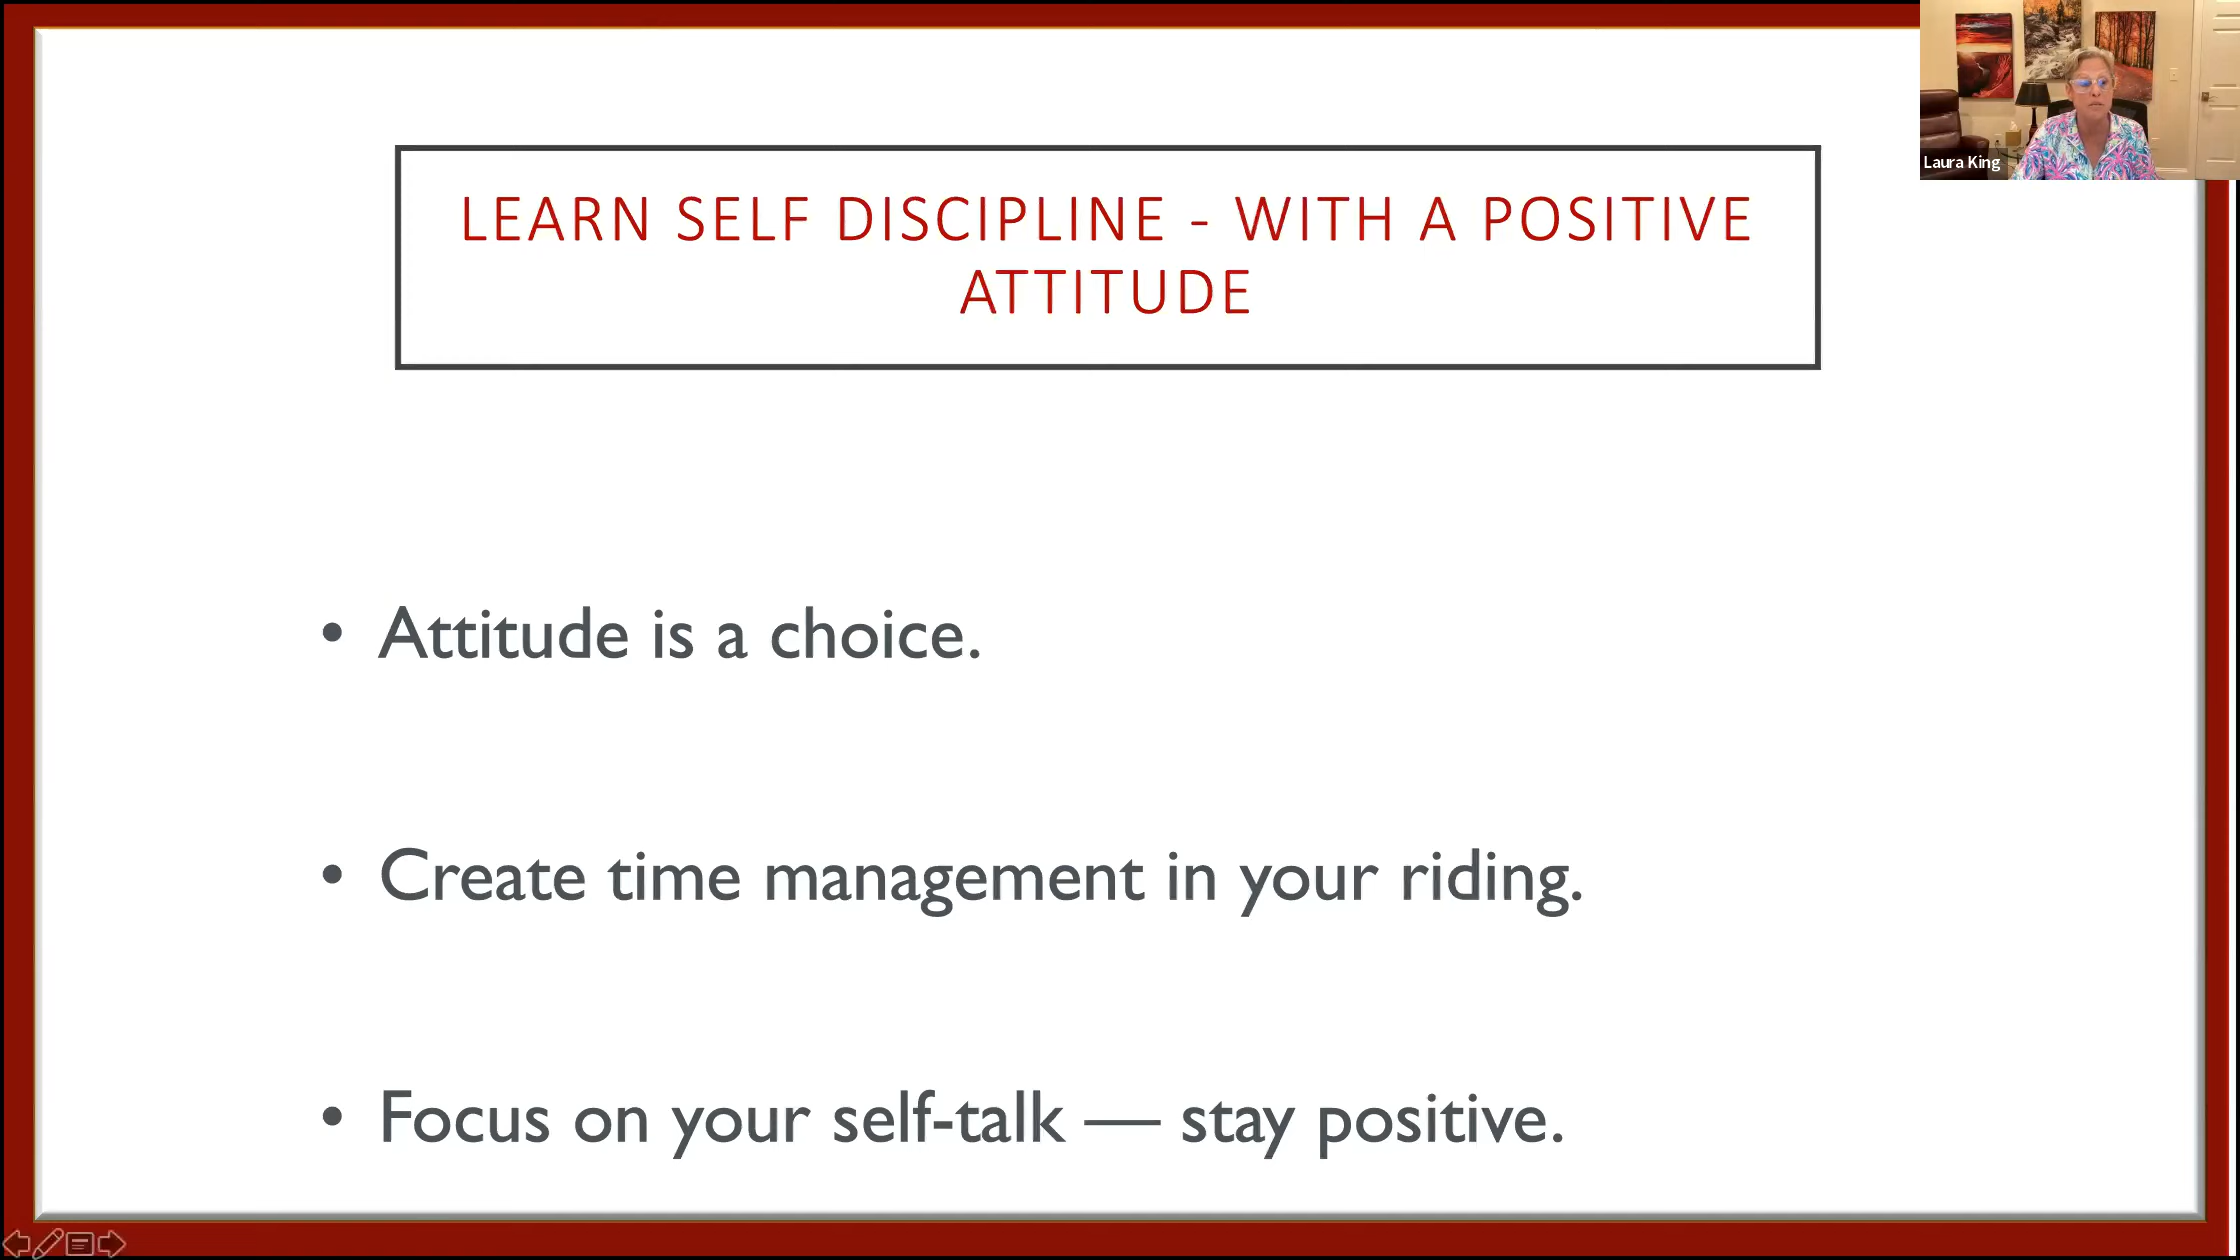 LEARN SELF DISCIPLINE - WITH A POSITIVE
ATTITUDE
• Attitude is a choice.
• Create time management in your riding.
• Focus on your self-talk — stay positive.
Laura King